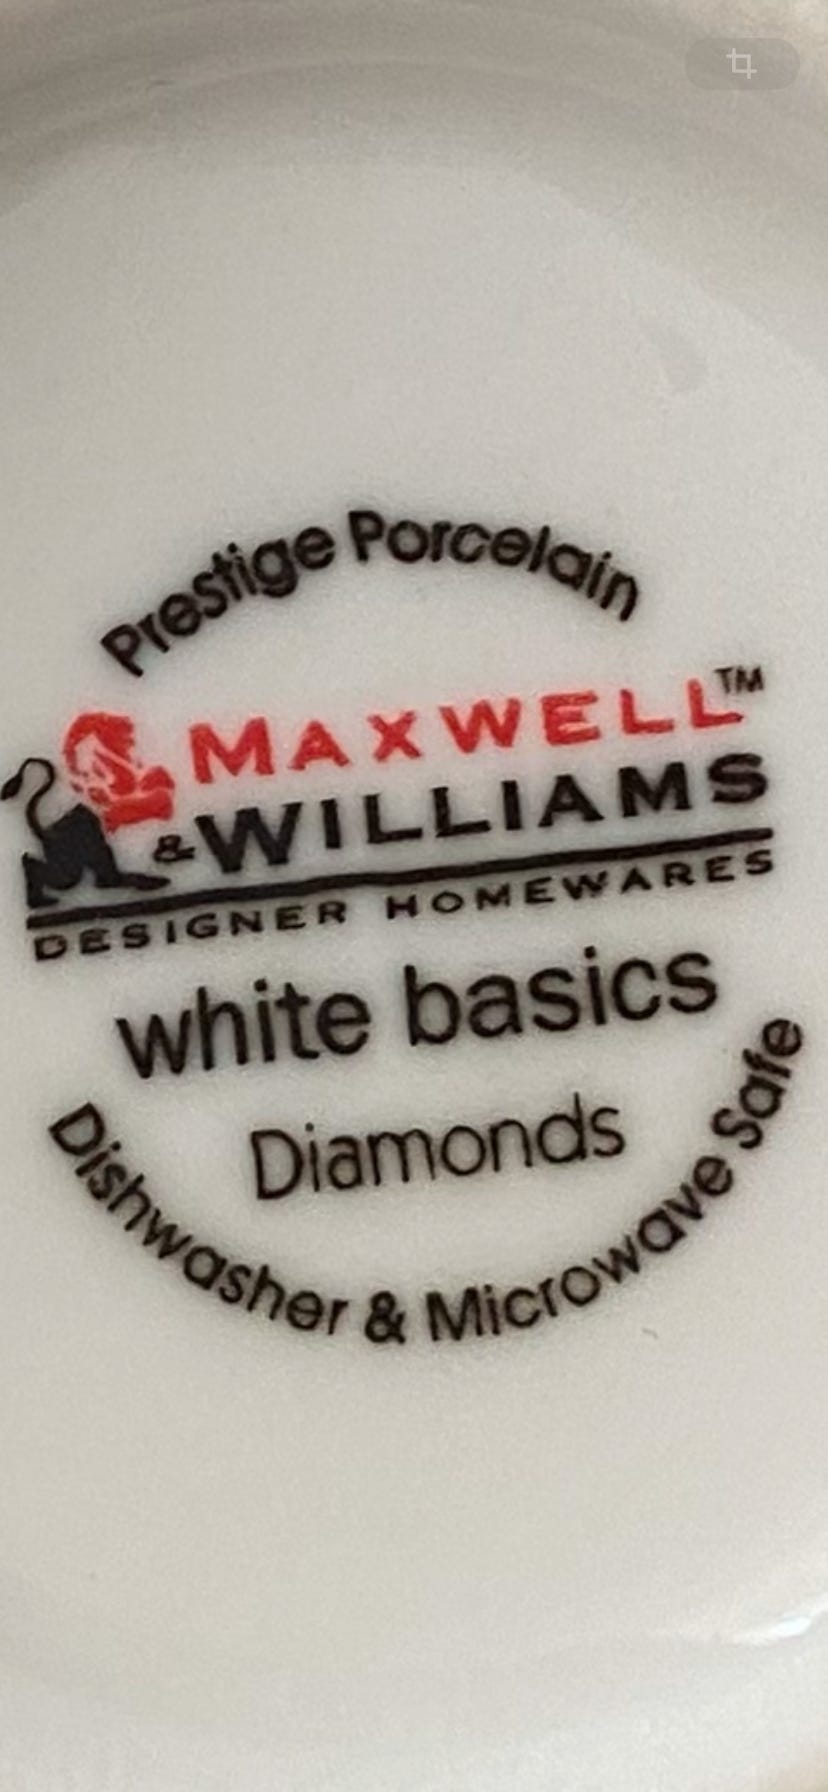 Prestige Porcelain
MAXWELL™
&WILLIAMS
DESIGNER HOMEWARES
white basics
Diamonds
Dishwasher & Microwave Safe